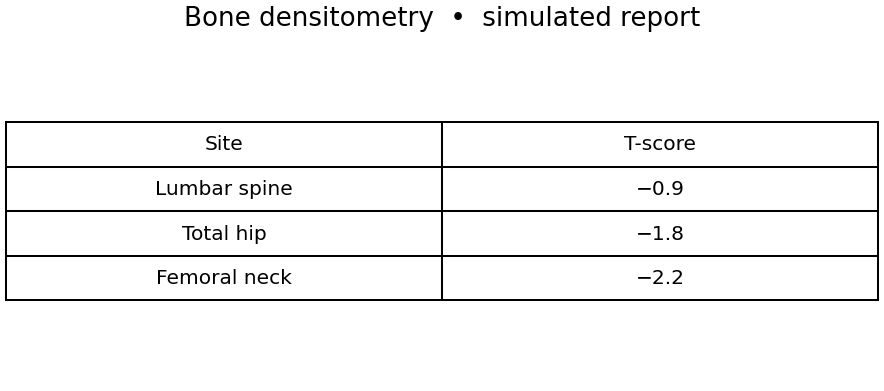 Bone densitometry • simulated report
Site T-score
Lumbar spine −0.9
Total hip −1.8
Femoral neck −2.2